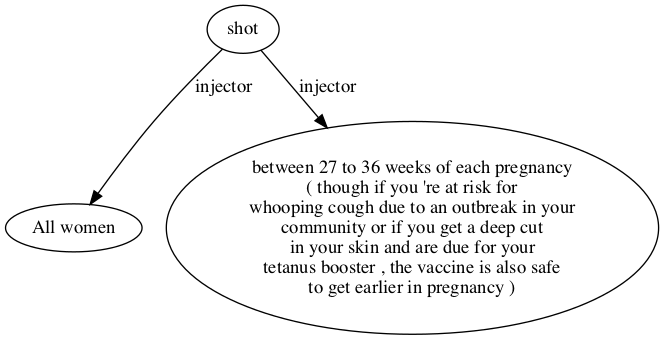 shot
injector
injector
All women
between 27 to 36 weeks of each pregnancy
( though if you 're at risk for
whooping cough due to an outbreak in your
community or if you get a deep cut
in your skin and are due for your
tetanus booster , the vaccine is also safe
to get earlier in pregnancy )